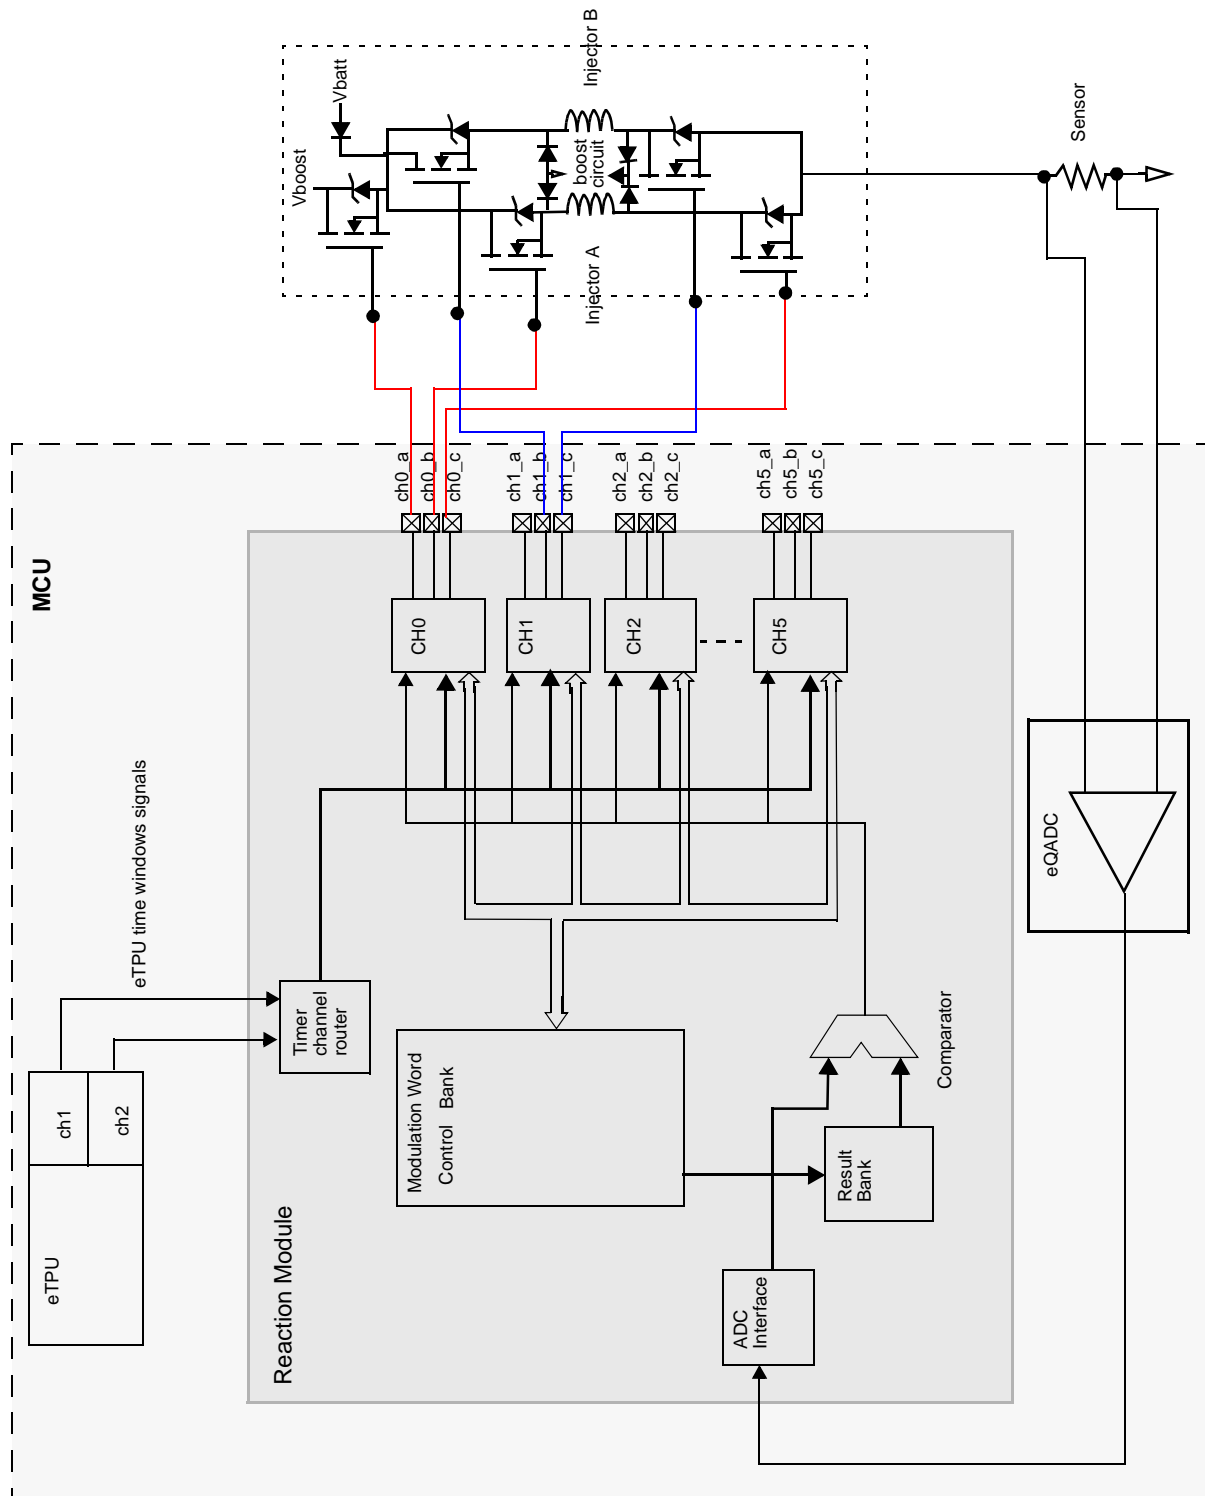 Injector B
Vbatt
Vboost
boost
circuit
Injector A
Sensor
ch0_a
ch0_b
ch0_c
ch1_a
ch1_b
ch1_c
ch2_a
ch2_b
ch2_c
ch5_a
ch5_b
ch5_c
MCU
CH0
CH1
CH2
CH5
eTPU time windows signals
eQADC
Timer
channel
router
Comparator
Modulation Word
Control Bank
ch1
ch2
eTPU
Result
Bank
Reaction Module
ADC
Interface